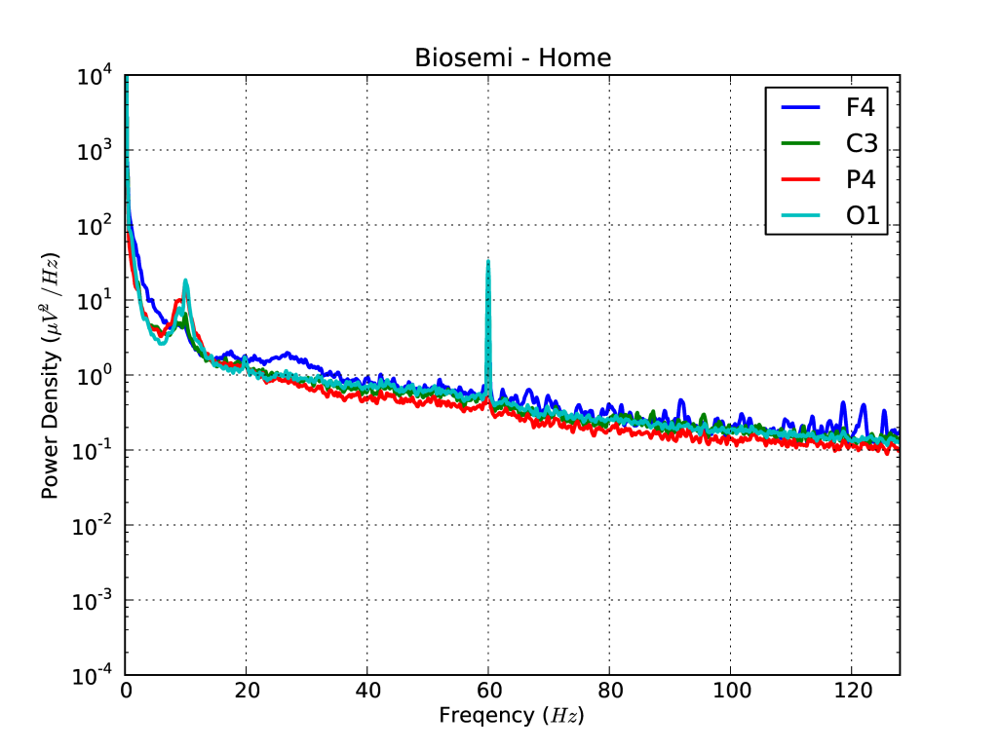 Biosemi - Home
10^4
10^3
10^2
10^1
10^0
10^-1
10^-2
10^-3
10^-4
Power Density (μV² /Hz)
F4
C3
P4
O1
0 20 40 60 80 100 120
Freqency (Hz)